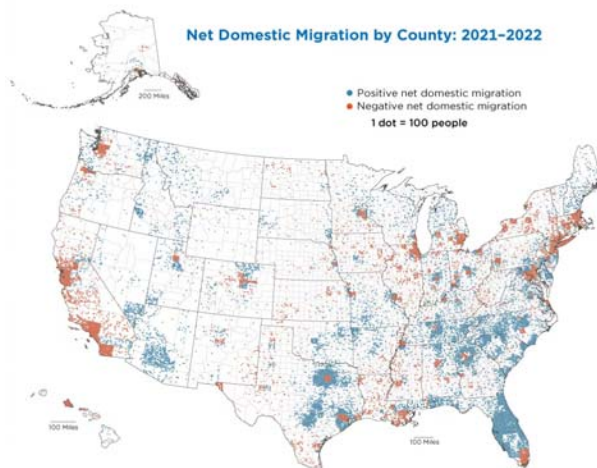 Net Domestic Migration by County: 2021–2022
200 Miles
Positive net domestic migration
Negative net domestic migration
1 dot = 100 people
100 Miles
100 Miles